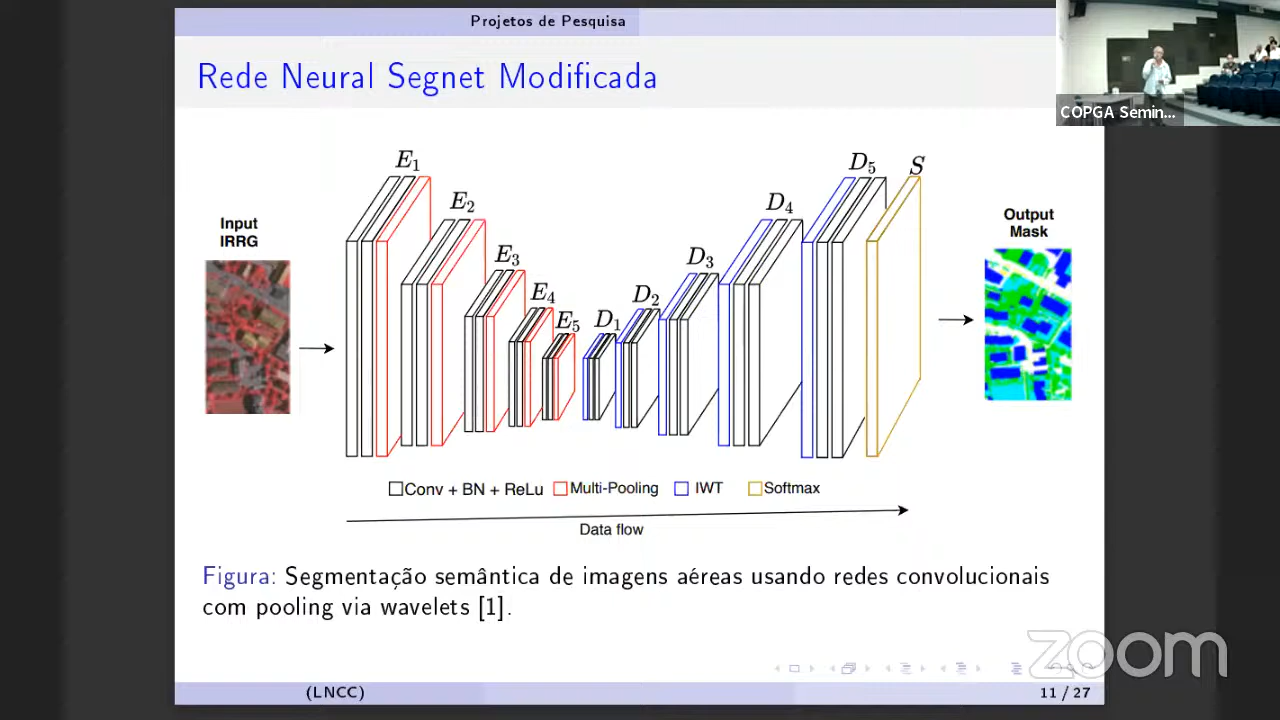 Projetos de Pesquisa
Rede Neural Segnet Modificada
COPGA Semin...
E1
E2
E3
E4
E5
D1
D2
D3
D4
D5
S
Input
IRRG
Output
Mask
Conv + BN + ReLu
Multi-Pooling
IWT
Softmax
Data flow
Figura: Segmentação semântica de imagens aéreas usando redes convolucionais
com pooling via wavelets [1].
zoom
(LNCC)
11 / 27